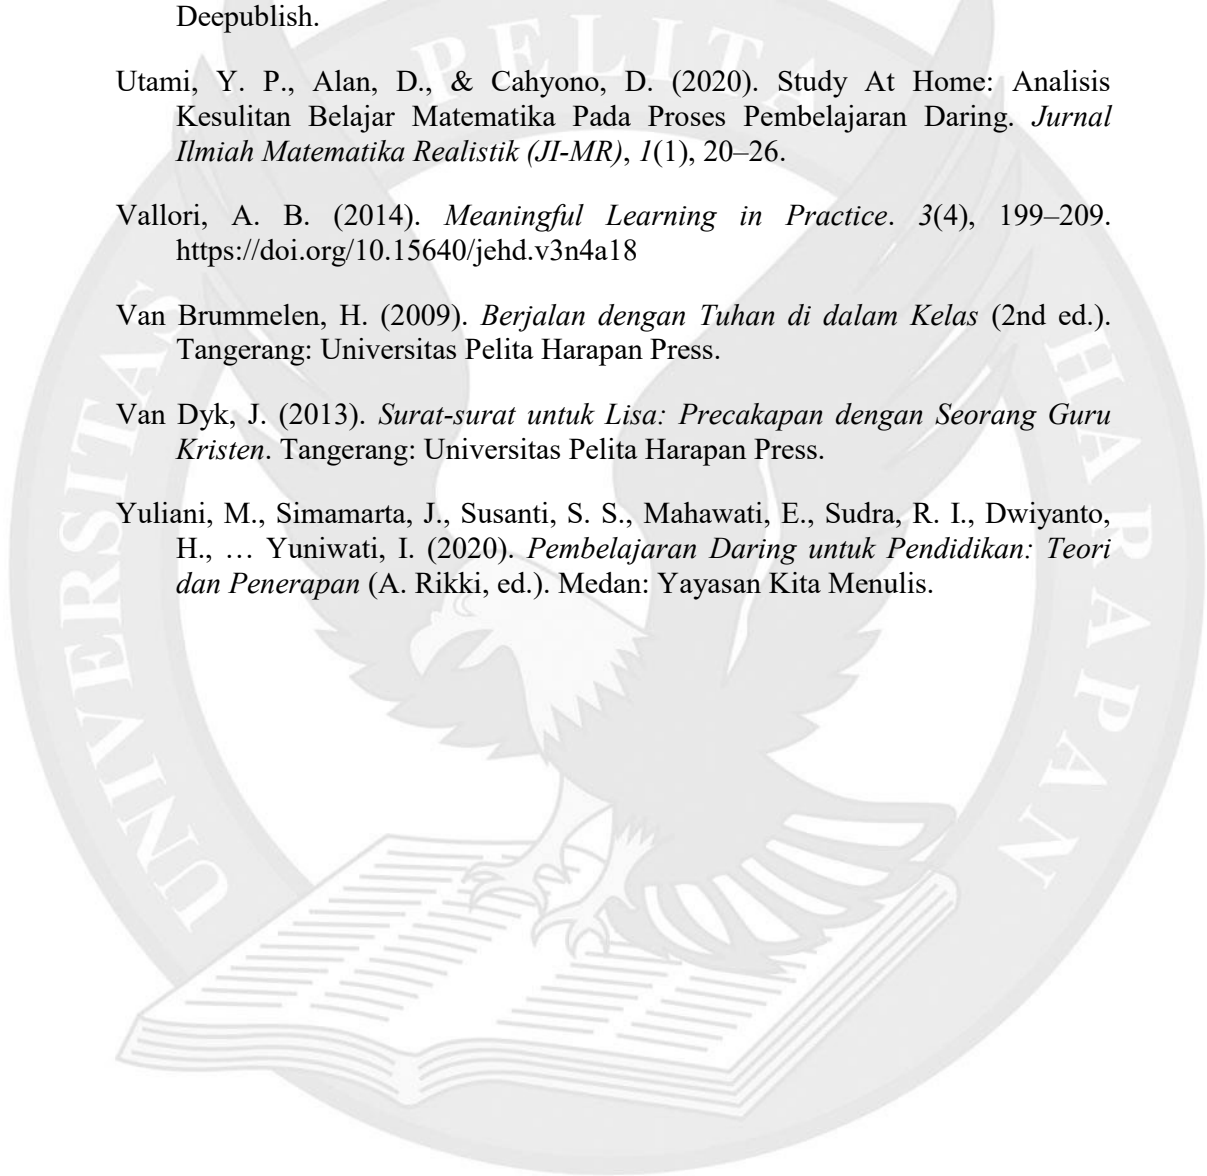 Deepublish.
Utami, Y. P., Alan, D., & Cahyono, D. (2020). Study At Home: Analisis
Kesulitan Belajar Matematika Pada Proses Pembelajaran Daring. Jurnal
Ilmiah Matematika Realistik (JI-MR), 1(1), 20–26.
Vallori, A. B. (2014). Meaningful Learning in Practice. 3(4), 199–209.
https://doi.org/10.15640/jehd.v3n4a18
Van Brummelen, H. (2009). Berjalan dengan Tuhan di dalam Kelas (2nd ed.).
Tangerang: Universitas Pelita Harapan Press.
Van Dyk, J. (2013). Surat-surat untuk Lisa: Precakapan dengan Seorang Guru
Kristen. Tangerang: Universitas Pelita Harapan Press.
Yuliani, M., Simamarta, J., Susanti, S. S., Mahawati, E., Sudra, R. I., Dwiyanto,
H., … Yuniwati, I. (2020). Pembelajaran Daring untuk Pendidikan: Teori
dan Penerapan (A. Rikki, ed.). Medan: Yayasan Kita Menulis.
UNIVERSITAS PELITA HARAPAN